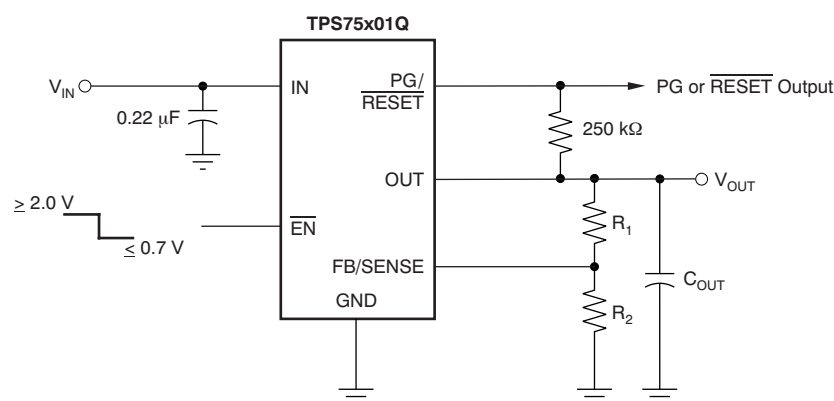 TPS75x01Q
V_IN
IN
PG/
RESET
PG or RESET Output
0.22 μF
250 kΩ
OUT
V_OUT
≥ 2.0 V
EN
≤ 0.7 V
R_1
FB/SENSE
C_OUT
GND
R_2